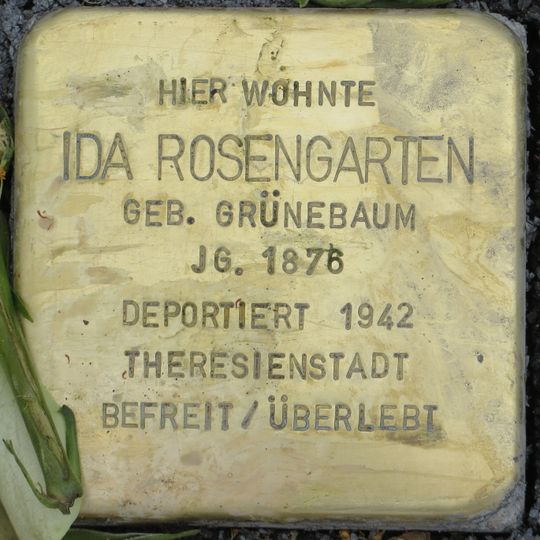 HIER WOHNTE
IDA ROSENGARTEN
GEB. GRÜNEBAUM
JG. 1876
DEPORTIERT 1942
THERESIENSTADT
BEFREIT / ÜBERLEBT